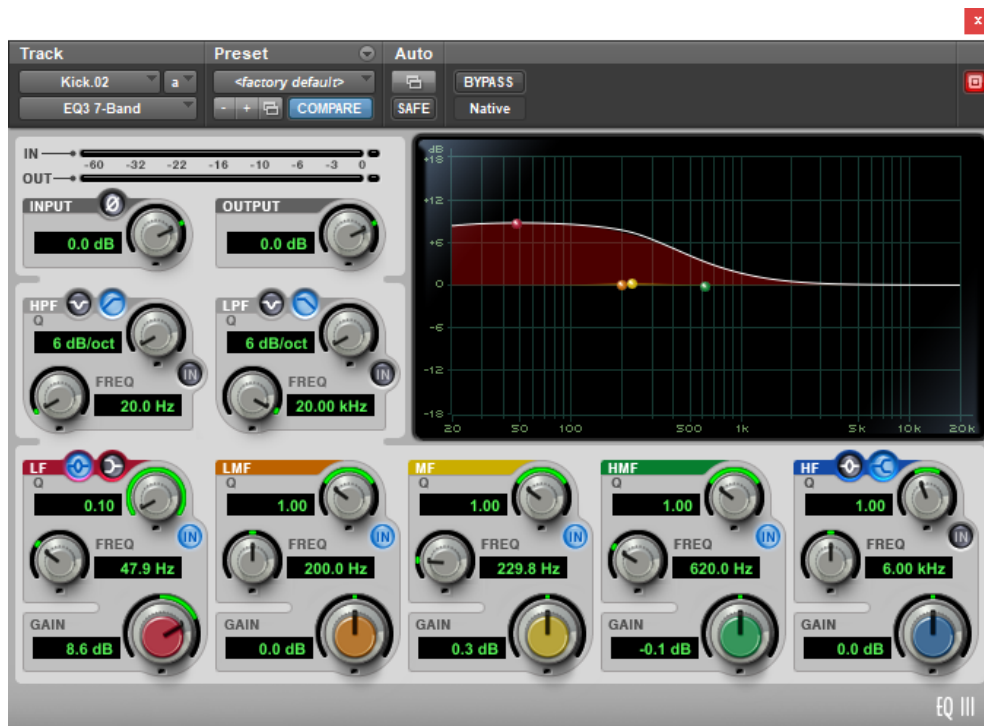 x
Track Preset Auto
Kick.02 a <factory default> BYPASS
EQ3 7-Band - + COMPARE SAFE Native
IN
-60 -32 -22 -16 -10 -6 -3 0
OUT
INPUT Ø OUTPUT
0.0 dB 0.0 dB
HPF LPF
Q Q
6 dB/oct 6 dB/oct
IN IN
FREQ FREQ
20.0 Hz 20.00 kHz
dB
+18
+12
+6
0
-6
-12
-18
20 50 100 500 1k 5k 10k 20k
LF LMF MF HMF HF
Q Q Q Q Q
0.10 1.00 1.00 1.00 1.00
IN IN IN IN IN
FREQ FREQ FREQ FREQ FREQ
47.9 Hz 200.0 Hz 229.8 Hz 620.0 Hz 6.00 kHz
GAIN GAIN GAIN GAIN GAIN
8.6 dB 0.0 dB 0.3 dB -0.1 dB 0.0 dB
EQ III